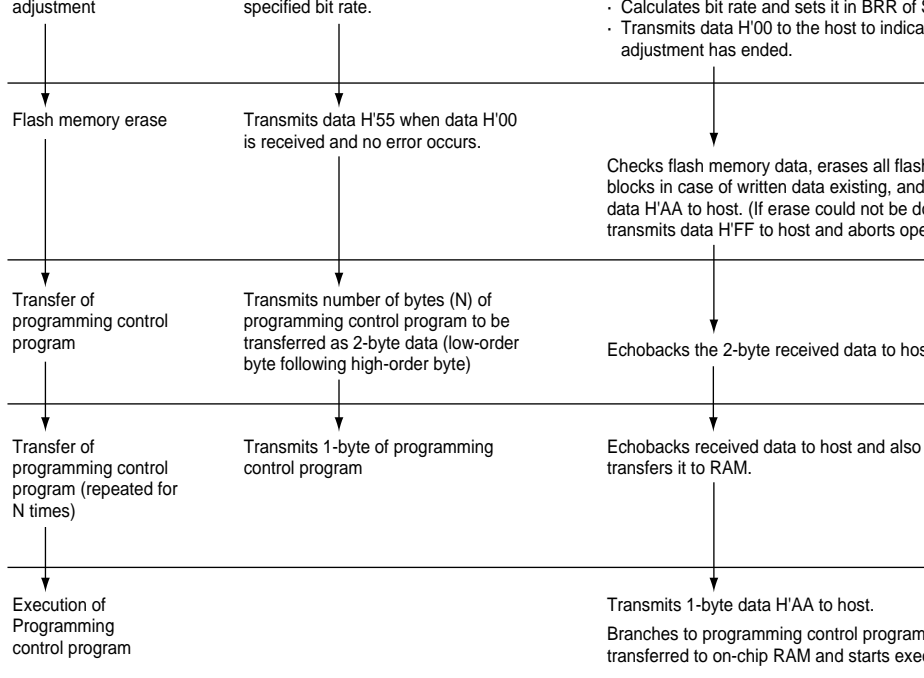 adjustment
specified bit rate.
· Calculates bit rate and sets it in BRR of
· Transmits data H'00 to the host to
adjustment has ended.
Flash memory erase
Transmits data H'55 when data H'00
is received and no error occurs.
Checks flash memory data, erases all
blocks in case of written data existing, and
data H'AA to host. (If erase could not be
transmits data H'FF to host and aborts
Transfer of
programming control
program
Transmits number of bytes (N) of
programming control program to be
transferred as 2-byte data (low-order
byte following high-order byte)
Echobacks the 2-byte received data to
Transfer of
programming control
program (repeated for
N times)
Transmits 1-byte of programming
control program
Echobacks received data to host and also
transfers it to RAM.
Execution of
Programming
control program
Transmits 1-byte data H'AA to host.
Branches to programming control program
transferred to on-chip RAM and starts